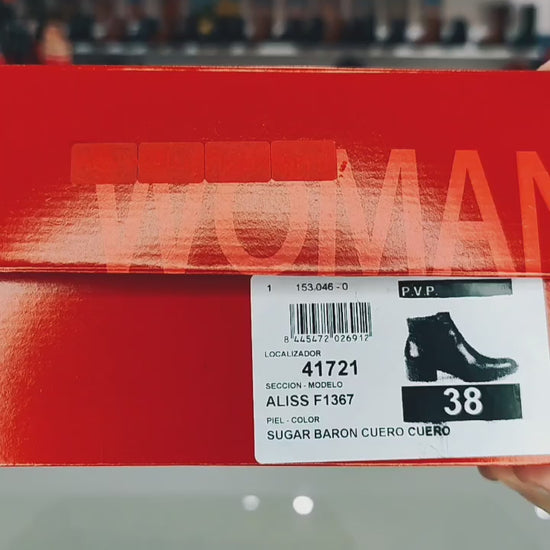 WOMAN
1 153.046 - 0
P.V.P.
8 445472 026912
LOCALIZADOR
41721
SECCION - MODELO
ALISS F1367
38
PIEL - COLOR
SUGAR BARON CUERO CUERO